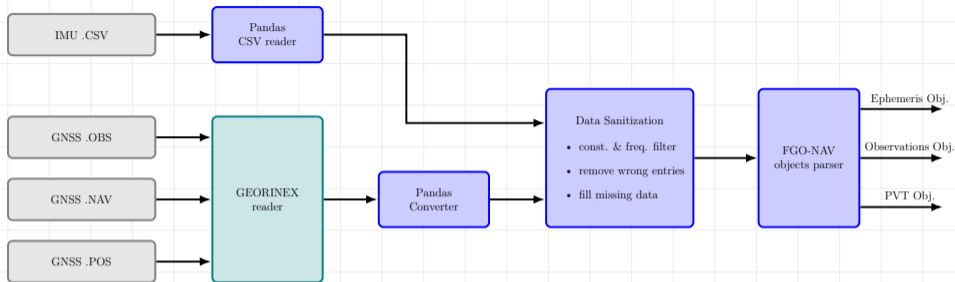 IMU .CSV
Pandas
CSV reader
GNSS .OBS
GNSS .NAV
GNSS .POS
GEORINEX
reader
Pandas
Converter
Data Sanitization
• const. & freq. filter
• remove wrong entries
• fill missing data
FGO-NAV
objects parser
Ephemeris Obj.
Observations Obj.
PVT Obj.